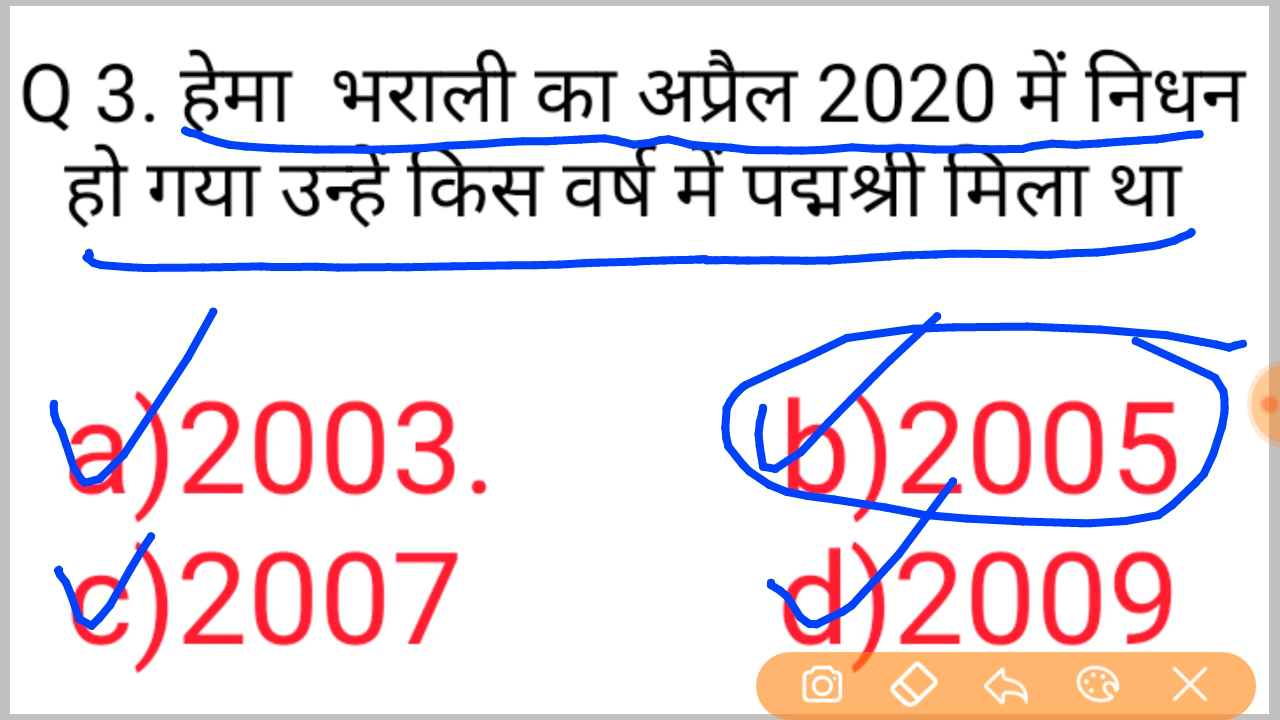 Q 3. हेमा भराली का अप्रैल 2020 में निधन
हो गया उन्हें किस वर्ष में पद्मश्री मिला था
a)2003. b)2005
c)2007 d)2009